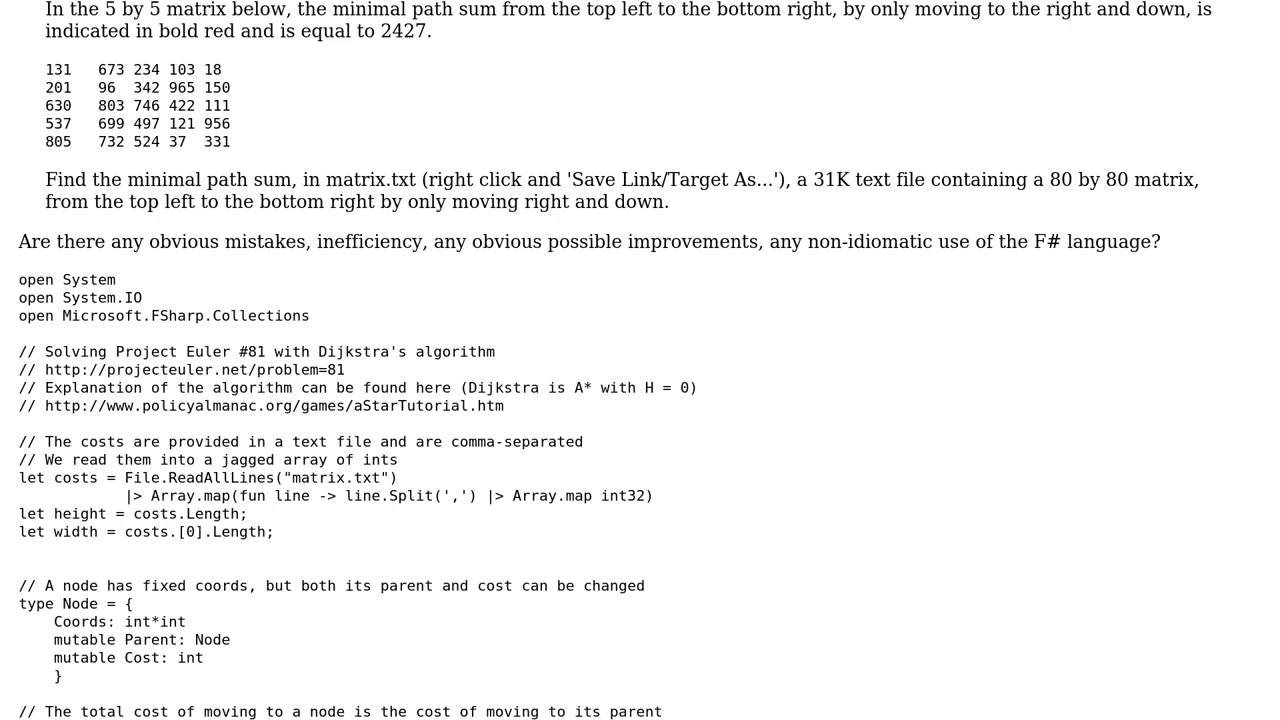 In the 5 by 5 matrix below, the minimal path sum from the top left to the bottom right, by only moving to the right and down, is
indicated in bold red and is equal to 2427.
131   673 234 103 18
201   96  342 965 150
630   803 746 422 111
537   699 497 121 956
805   732 524 37  331
Find the minimal path sum, in matrix.txt (right click and 'Save Link/Target As...'), a 31K text file containing a 80 by 80 matrix,
from the top left to the bottom right by only moving right and down.
Are there any obvious mistakes, inefficiency, any obvious possible improvements, any non-idiomatic use of the F# language?
open System
open System.IO
open Microsoft.FSharp.Collections
// Solving Project Euler #81 with Dijkstra's algorithm
// http://projecteuler.net/problem=81
// Explanation of the algorithm can be found here (Dijkstra is A* with H = 0)
// http://www.policyalmanac.org/games/aStarTutorial.htm
// The costs are provided in a text file and are comma-separated
// We read them into a jagged array of ints
let costs = File.ReadAllLines("matrix.txt")
            |> Array.map(fun line -> line.Split(',') |> Array.map int32)
let height = costs.Length;
let width = costs.[0].Length;
// A node has fixed coords, but both its parent and cost can be changed
type Node = {
    Coords: int*int
    mutable Parent: Node
    mutable Cost: int
    }
// The total cost of moving to a node is the cost of moving to its parent